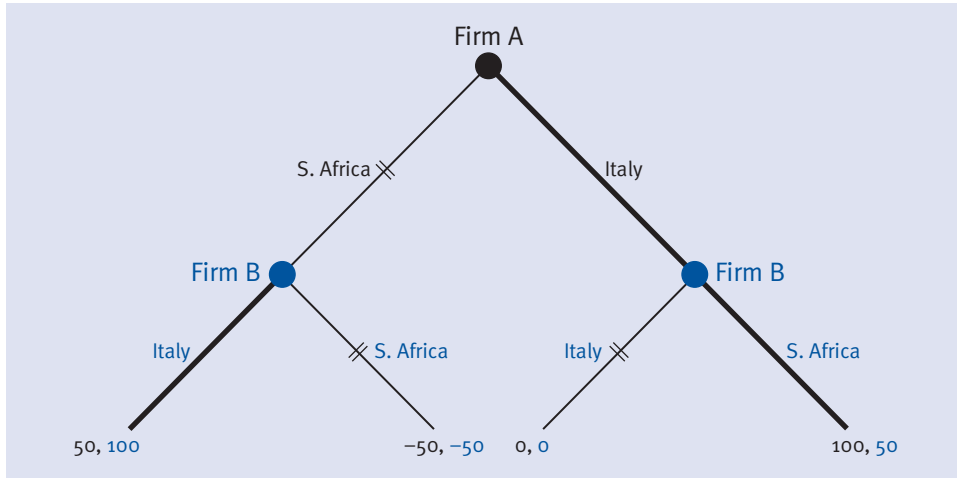 Firm A
S. Africa
Italy
Firm B
Firm B
Italy
S. Africa
Italy
S. Africa
50, 100
–50, –50
0, 0
100, 50